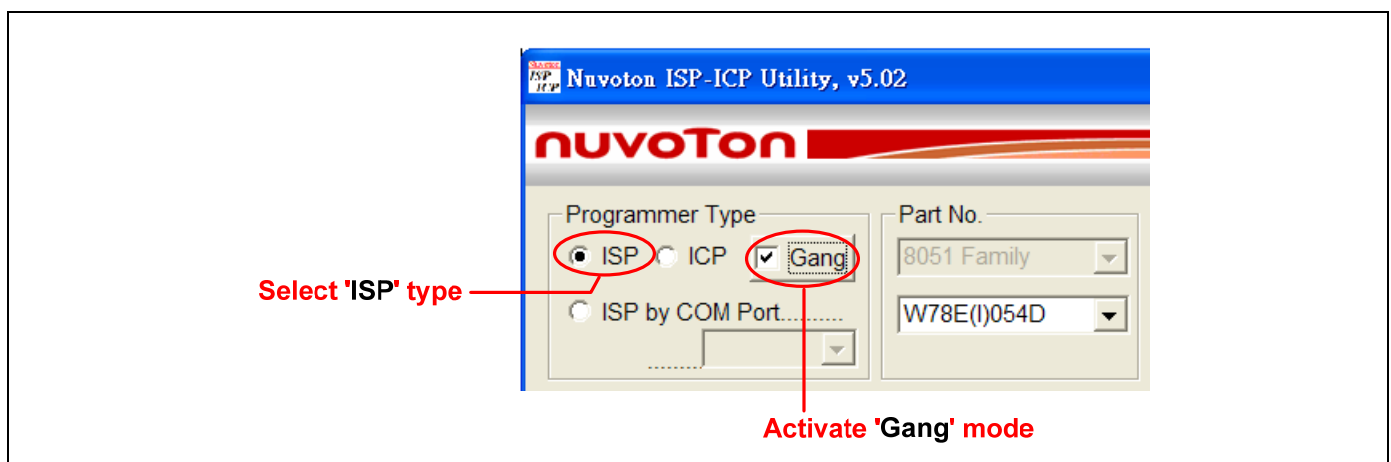 Nuvoton ISP-ICP Utility, v5.02
nuvoTon
Programmer Type
ISP ICP Gang
ISP by COM Port..........
Part No.
8051 Family
W78E(I)054D
Select 'ISP' type
Activate 'Gang' mode